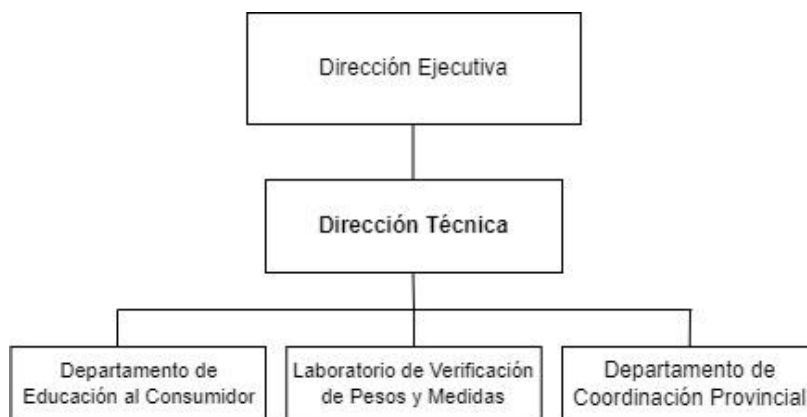 Dirección Ejecutiva
Dirección Técnica
Departamento de
Educación al Consumidor
Laboratorio de Verificación
de Pesos y Medidas
Departamento de
Coordinación Provincial